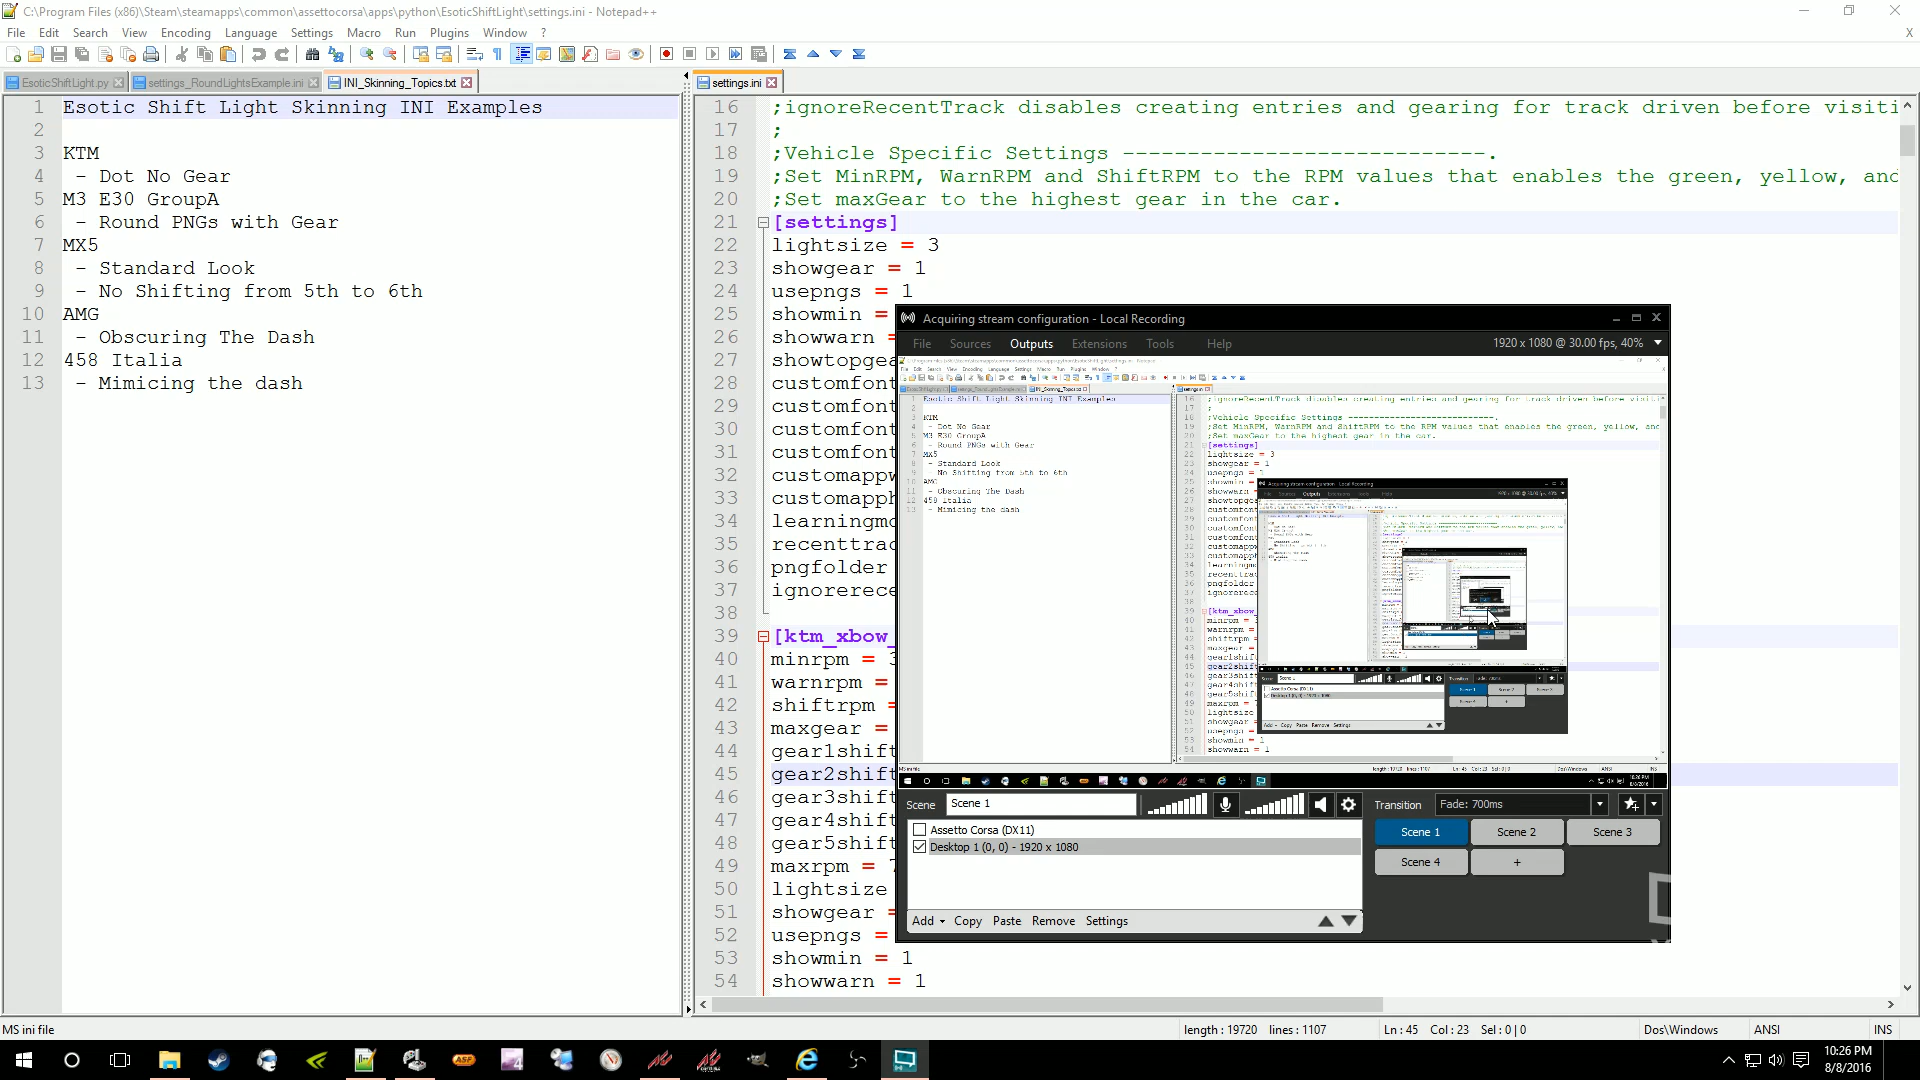 C:\Program Files (x86)\Steam\steamapps\common\assettocorsa\apps\python\EsoticShiftLight\settings.ini - Notepad++
File Edit Search View Encoding Language Settings Macro Run Plugins Window ? X
EsoticShiftLight.py settings_RoundLightsExample.ini INI_Skinning_Topics.txt
1 Esotic Shift Light Skinning INI Examples
2
3 KTM
4 - Dot No Gear
5 M3 E30 GroupA
6 - Round PNGs with Gear
7 MX5
8 - Standard Look
9 - No Shifting from 5th to 6th
10 AMG
11 - Obscuring The Dash
12 458 Italia
13 - Mimicing the dash
settings.ini
16 ;ignoreRecentTrack disables creating entries and gearing for track driven before visiti
17 ;
18 ;Vehicle Specific Settings ----------------------------.
19 ;Set MinRPM, WarnRPM and ShiftRPM to the RPM values that enables the green, yellow, and
20 ;Set maxGear to the highest gear in the car.
21 [settings]
22 lightsize = 3
23 showgear = 1
24 usepngs = 1
25 showmin =
26 showwarn =
27 showtopgea
28 customfont
29 customfont
30 customfont
31 customfont
32 customappw
33 customapph
34 learningmo
35 recenttrac
36 pngfolder
37 ignorerece
38
39 [ktm_xbow_
40 minrpm = 3
41 warnrpm =
42 shiftrpm =
43 maxgear =
44 gear1shift
45 gear2shift
46 gear3shift
47 gear4shift
48 gear5shift
49 maxrpm = 7
50 lightsize
51 showgear =
52 usepngs =
53 showmin = 1
54 showwarn = 1
Acquiring stream configuration - Local Recording
File Sources Outputs Extensions Tools Help 1920 x 1080 @ 30.00 fps, 40%
Scene Scene 1 Transition Fade: 700ms
Assetto Corsa (DX11)
Desktop 1 (0, 0) - 1920 x 1080
Scene 1 Scene 2 Scene 3
Scene 4 +
Add Copy Paste Remove Settings
MS ini file length : 19720 lines : 1107 Ln : 45 Col : 23 Sel : 0 | 0 Dos\Windows ANSI INS
10:26 PM
8/8/2016